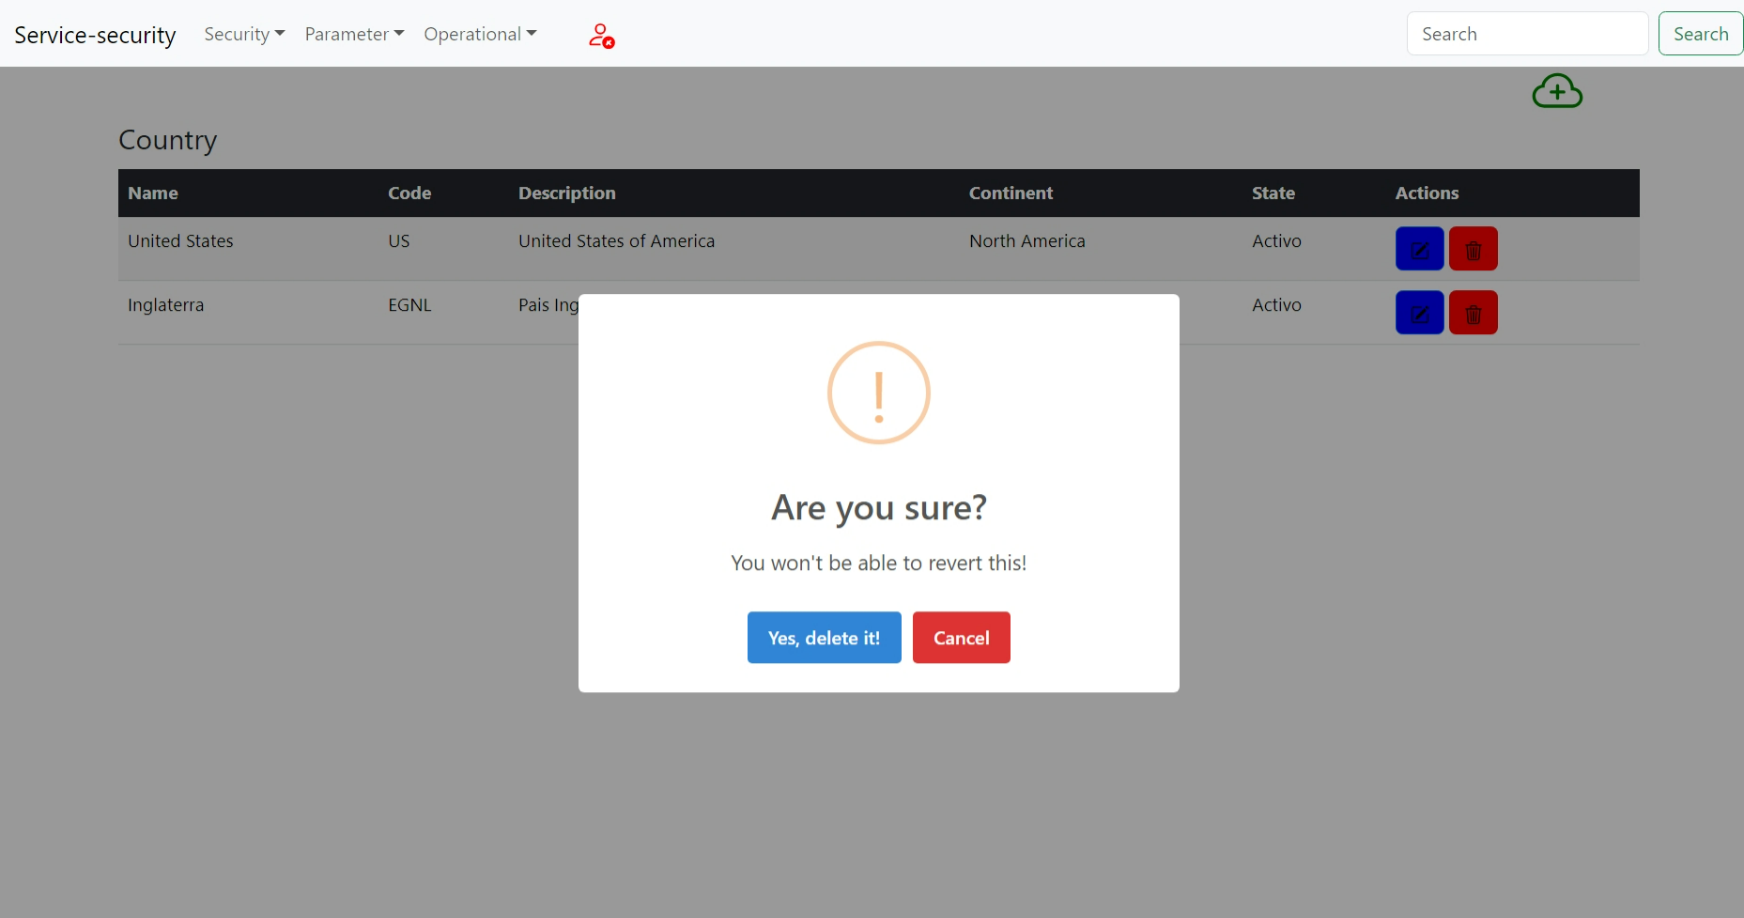 Service-security Security Parameter Operational Search Search
Country
Name Code Description Continent State Actions
United States US United States of America North America Activo
Inglaterra EGNL Pais Ing Activo
!
Are you sure?
You won't be able to revert this!
Yes, delete it! Cancel